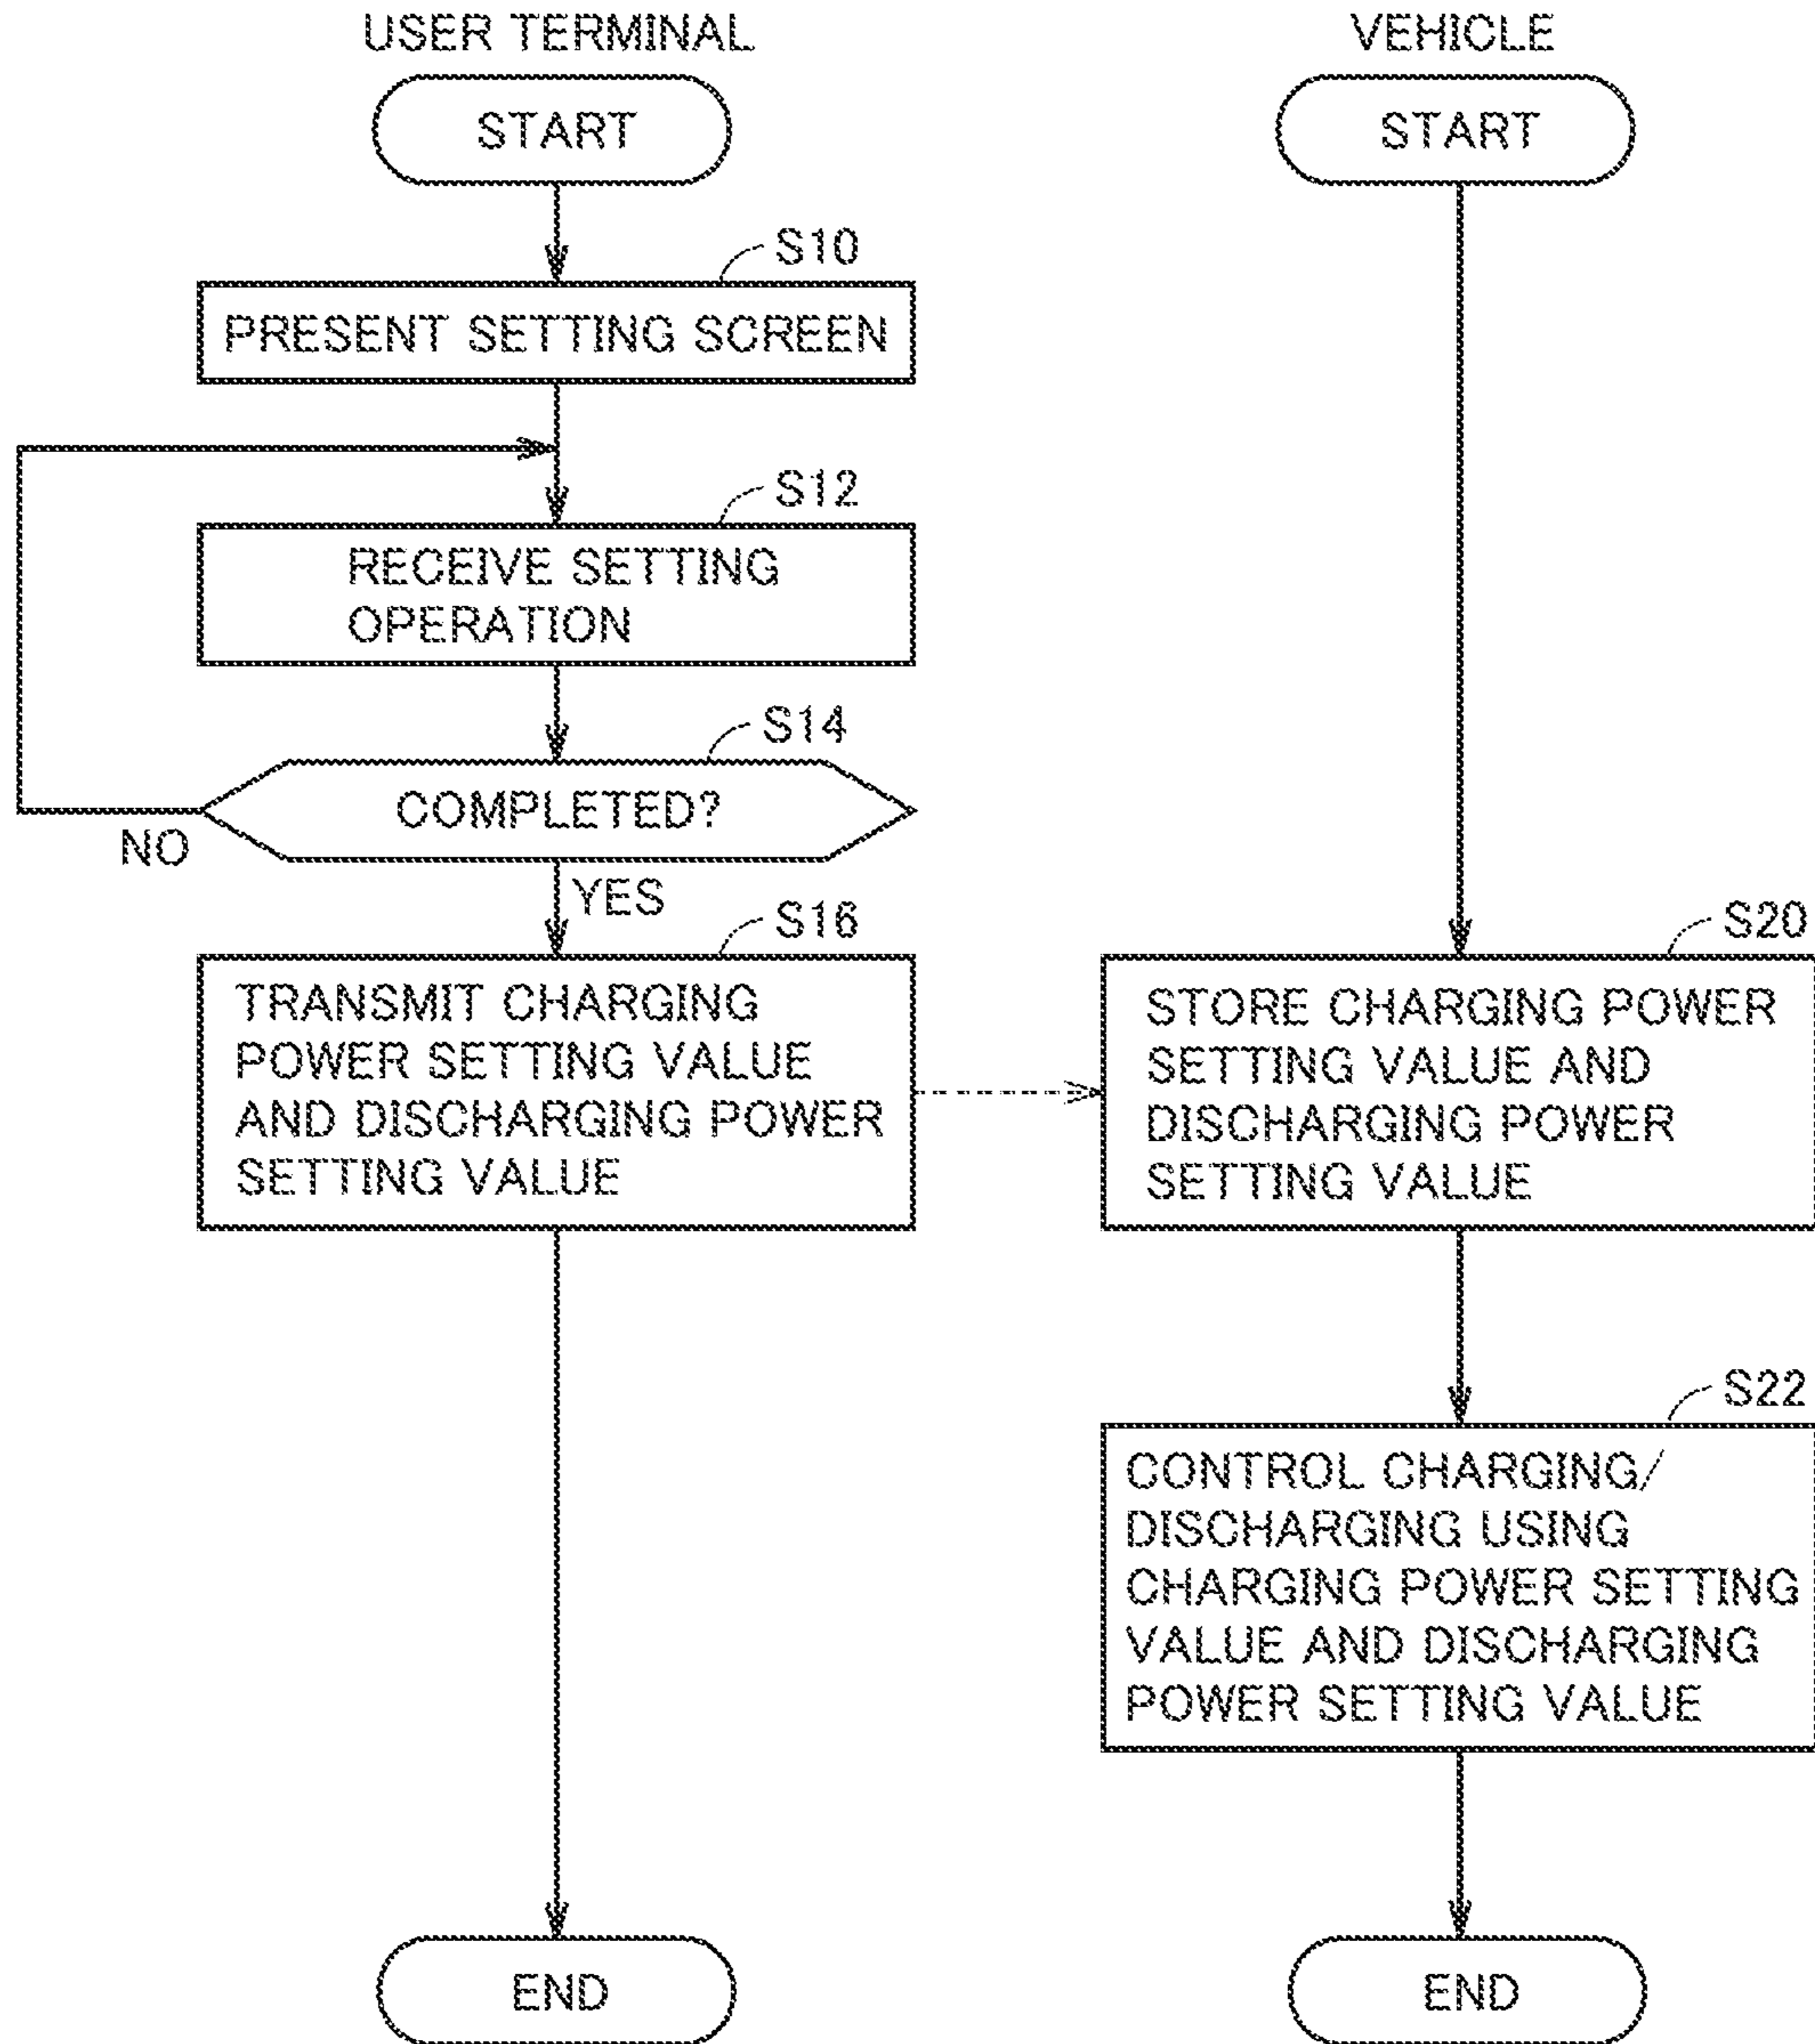 USER TERMINAL
START
S10
PRESENT SETTING SCREEN
S12
RECEIVE SETTING
OPERATION
S14
COMPLETED?
NO
YES
S16
TRANSMIT CHARGING
POWER SETTING VALUE
AND DISCHARGING POWER
SETTING VALUE
END
VEHICLE
START
S20
STORE CHARGING POWER
SETTING VALUE AND
DISCHARGING POWER
SETTING VALUE
S22
CONTROL CHARGING/
DISCHARGING USING
CHARGING POWER SETTING
VALUE AND DISCHARGING
POWER SETTING VALUE
END